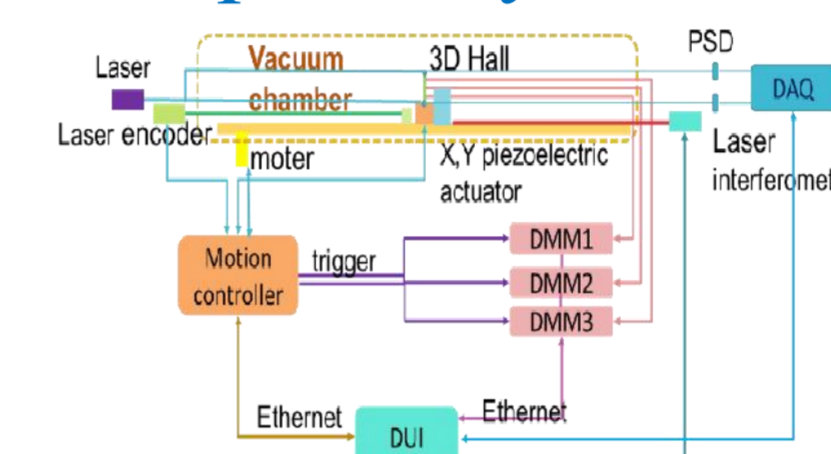 PSD
Laser
Vacuum
chamber
3D Hall
DAQ
Laser encoder
moter
X,Y piezoelectric
actuator
Laser
interferomet
Motion
controller
trigger
DMM1
DMM2
DMM3
Ethernet
Ethernet
DUI